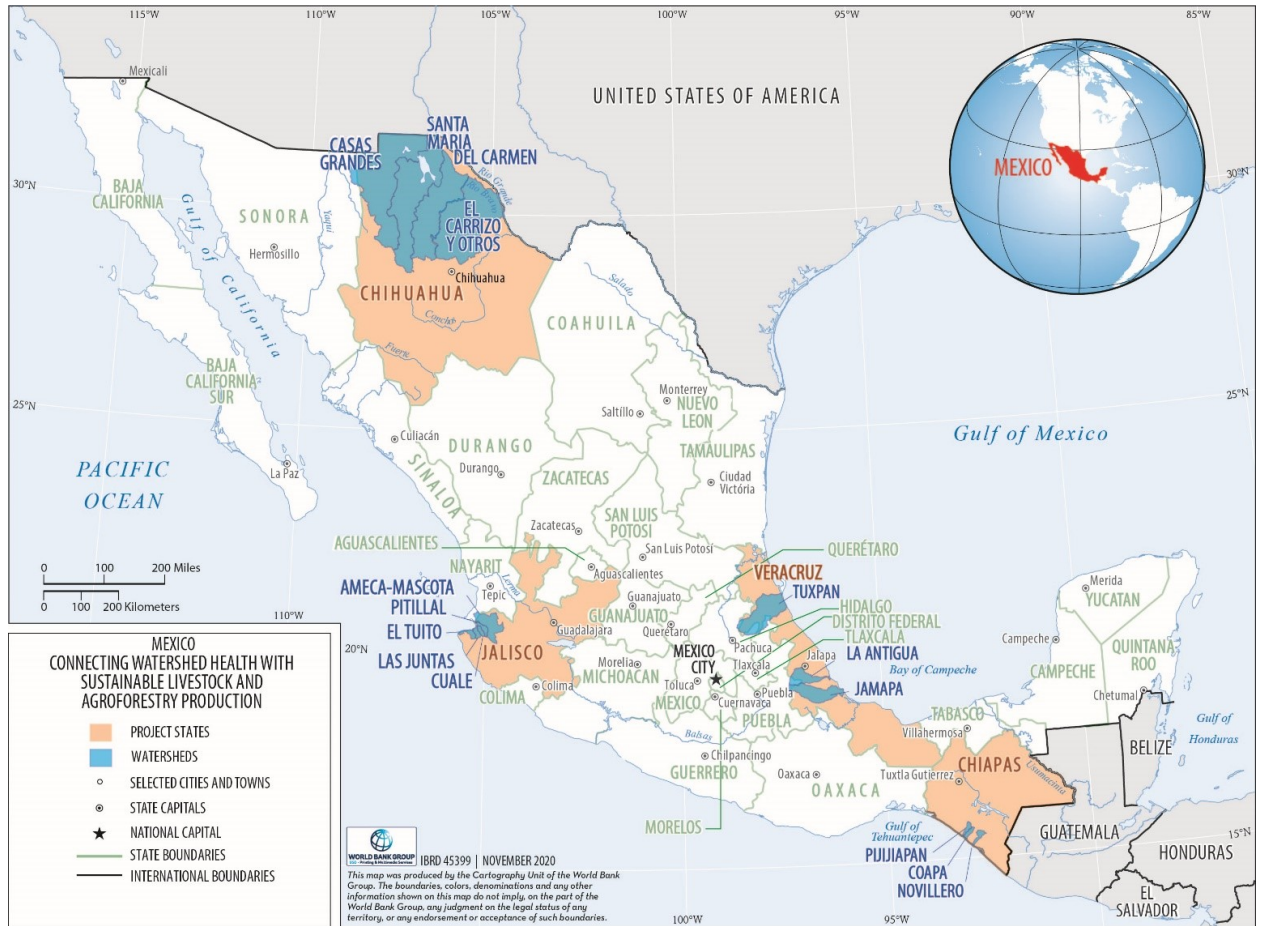 115°W
110°W
105°W
100°W
95°W
90°W
85°W
Mexicali
UNITED STATES OF AMERICA
MEXICO
CASAS
GRANDES
SANTA
MARIA
DEL CARMEN
Rio Grande
EL
CARRIZO
Y OTROS
30°N
30°N
BAJA
CALIFORNIA
Gulf of California
SONORA
Yaqui
Hermosillo
Chihuahua
CHIHUAHUA
Conchos
Fuerte
COAHUILA
Salado
BAJA
CALIFORNIA
SUR
25°N
25°N
Monterrey
NUEVO
LEON
Saltíllo
Culiacán
SINALOA
DURANGO
Durango
La Paz
TAMAULIPAS
Ciudad
Victória
ZACATECAS
Zacatecas
SAN LUIS
POTOSI
San Luis Potosí
Gulf of Mexico
PACIFIC
OCEAN
AGUASCALIENTES
Aguascalientes
NAYARIT
Tepic
Lerma
QUERÉTARO
VERACRUZ
TUXPAN
HIDALGO
DISTRITO FEDERAL
TLAXCALA
LA ANTIGUA
JAMAPA
AMECA-MASCOTA
PITILLAL
EL TUITO
LAS JUNTAS
CUALE
JALISCO
Guadalajara
Guanajuato
GUANAJUATO
Querétaro
Pachuca
MEXICO
CITY
Tlaxcala
Jalapa
Bay of Campeche
Morelia
MICHOACAN
Toluca
MEXICO
Cuernavaca
Puebla
PUEBLA
COLIMA
Colima
Balsas
Chilpancingo
GUERRERO
Oaxaca
OAXACA
MORELOS
Merida
YUCATAN
Campeche
CAMPECHE
QUINTANA
ROO
Chetumal
TABASCO
Villahermosa
CHIAPAS
Usumacinta
Tuxtla Gutierrez
Gulf of
Tehuantepec
PIJIJIAPAN
COAPA
NOVILLERO
BELIZE
Gulf of
Honduras
GUATEMALA
HONDURAS
EL
SALVADOR
20°N
15°N
110°W
100°W
95°W
0 100 200 Miles
0 100 200 Kilometers
MEXICO
CONNECTING WATERSHED HEALTH WITH
SUSTAINABLE LIVESTOCK AND
AGROFORESTRY PRODUCTION
PROJECT STATES
WATERSHEDS
SELECTED CITIES AND TOWNS
STATE CAPITALS
NATIONAL CAPITAL
STATE BOUNDARIES
INTERNATIONAL BOUNDARIES
WORLD BANK GROUP
IBRD 45399 | NOVEMBER 2020
This map was produced by the Cartography Unit of the World Bank
Group. The boundaries, colors, denominations and any other
information shown on this map do not imply, on the part of the
World Bank Group, any judgment on the legal status of any
territory, or any endorsement or acceptance of such boundaries.